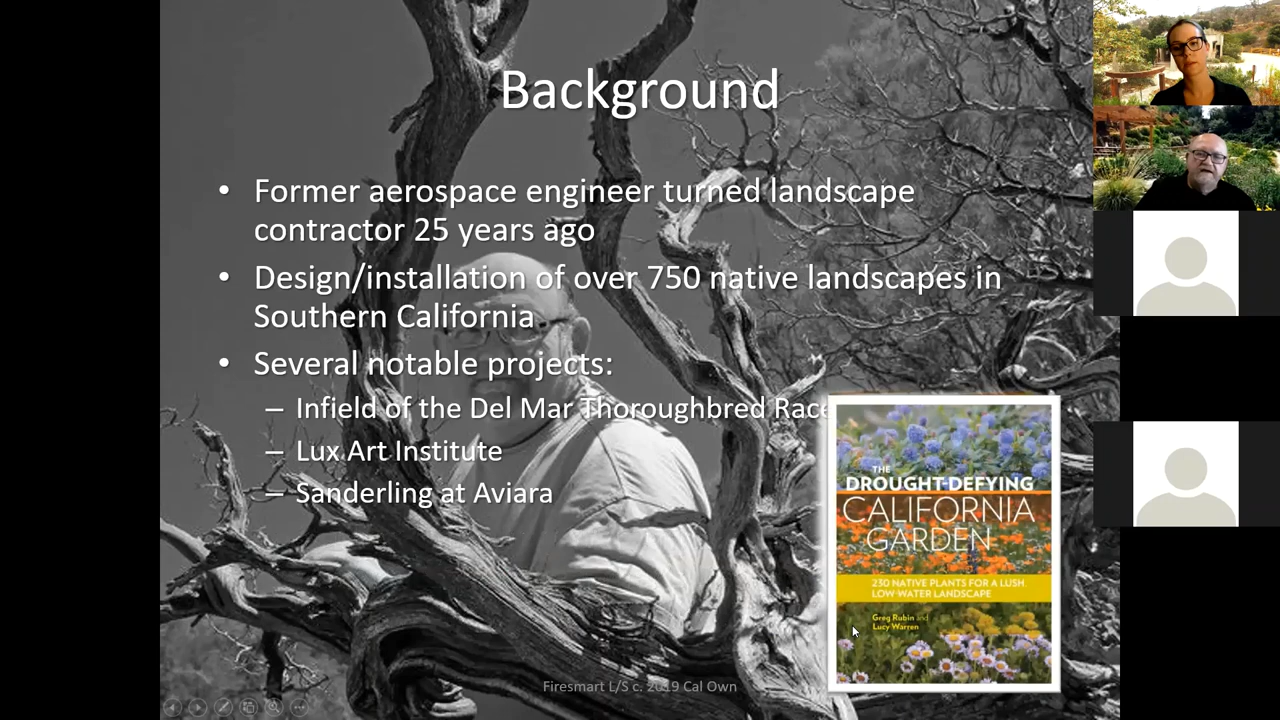 Background
• Former aerospace engineer turned landscape
contractor 25 years ago
• Design/installation of over 750 native landscapes in
Southern California
• Several notable projects:
– Infield of the Del Mar Thoroughbred Race
– Lux Art Institute
– Sanderling at Aviara
THE
DROUGHT-DEFYING
CALIFORNIA
GARDEN
230 NATIVE PLANTS FOR A LUSH,
LOW-WATER LANDSCAPE
Greg Rubin and
Lucy Warren
Firesmart L/S c. 2019 Cal Own